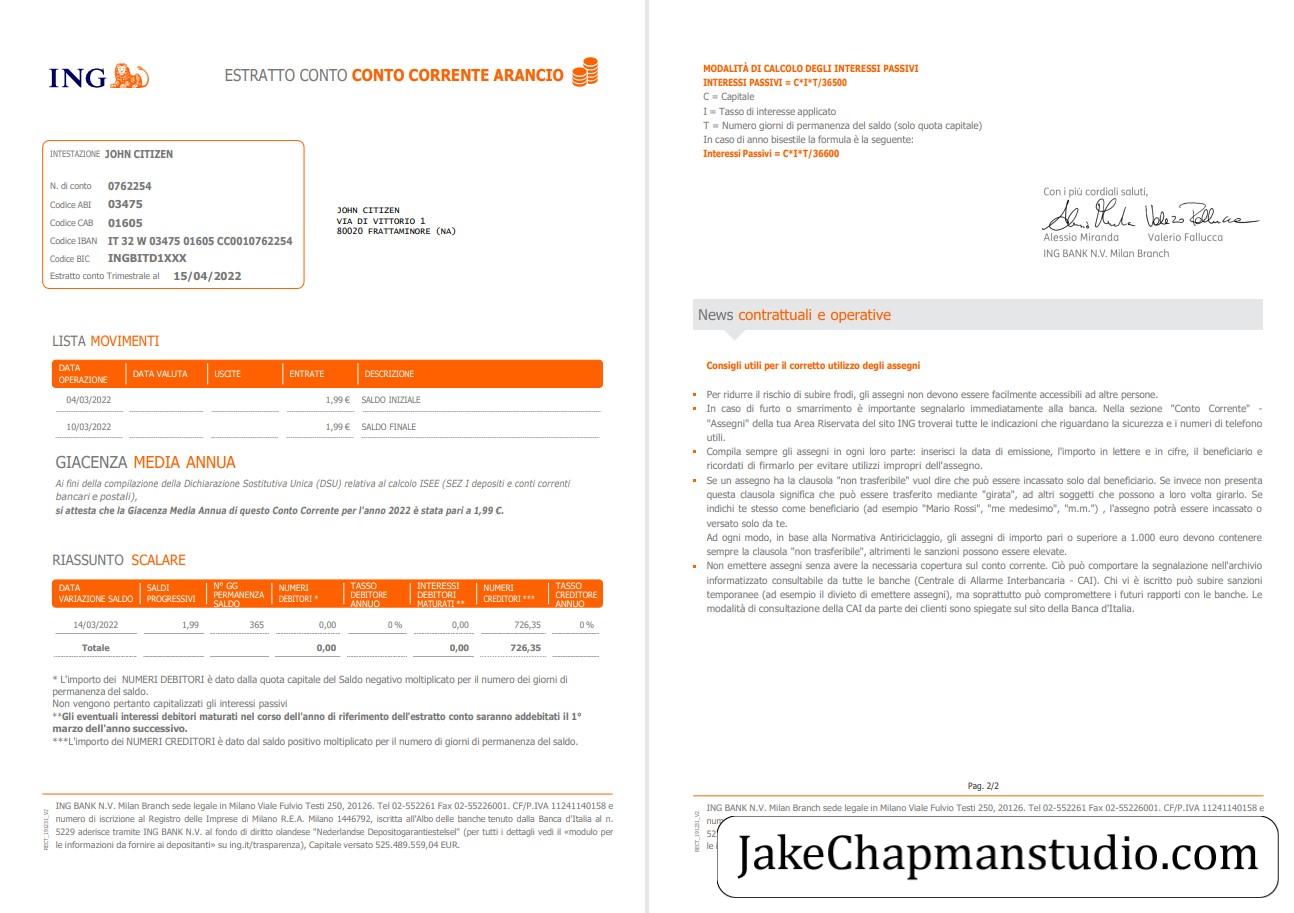 ING
ESTRATTO CONTO CONTO CORRENTE ARANCIO
INTESTAZIONE JOHN CITIZEN
N. di conto 0762254
Codice ABI 03475
Codice CAB 01605
Codice IBAN IT 32 W 03475 01605 CC0010762254
Codice BIC INGBITD1XXX
Estratto conto Trimestrale al 15/04/2022
JOHN CITIZEN
VIA DI VITTORIO 1
80020 FRATTAMINORE (NA)
LISTA MOVIMENTI
DATA OPERAZIONE DATA VALUTA USCITE ENTRATE DESCRIZIONE
04/03/2022 1,99 € SALDO INIZIALE
10/03/2022 1,99 € SALDO FINALE
GIACENZA MEDIA ANNUA
Ai fini della compilazione della Dichiarazione Sostitutiva Unica (DSU) relativa al calcolo ISEE (SEZ I depositi e conti correnti
bancari e postali),
si attesta che la Giacenza Media Annua di questo Conto Corrente per l'anno 2022 è stata pari a 1,99 €.
RIASSUNTO SCALARE
DATA VARIAZIONE SALDO SALDI PROGRESSIVI N° GG PERMANENZA SALDO NUMERI DEBITORI * TASSO DEBITORE ANNUO INTERESSI DEBITORI MATURATI ** NUMERI CREDITORI *** TASSO CREDITORE ANNUO
14/03/2022 1,99 365 0,00 0 % 0,00 726,35 0 %
Totale 0,00 0,00 726,35
* L'importo dei NUMERI DEBITORI è dato dalla quota capitale del Saldo negativo moltiplicato per il numero dei giorni di
permanenza del saldo.
Non vengono pertanto capitalizzati gli interessi passivi
**Gli eventuali interessi debitori maturati nel corso dell'anno di riferimento dell'estratto conto saranno addebitati il 1°
marzo dell'anno successivo.
***L'importo dei NUMERI CREDITORI è dato dal saldo positivo moltiplicato per il numero di giorni di permanenza del saldo.
RECT_191231_V2
ING BANK N.V. Milan Branch sede legale in Milano Viale Fulvio Testi 250, 20126. Tel 02-552261 Fax 02-55226001. CF/P.IVA 11241140158 e
numero di iscrizione al Registro delle Imprese di Milano R.E.A. Milano 1446792, iscritta all'Albo delle banche tenuto dalla Banca d'Italia al n.
5229 aderisce tramite ING BANK N.V. al fondo di diritto olandese "Nederlandse Depositogarantiestelsel" (per tutti i dettagli vedi il «modulo per
le informazioni da fornire ai depositanti» su ing.it/trasparenza), Capitale versato 525.489.559,04 EUR.
MODALITÀ DI CALCOLO DEGLI INTERESSI PASSIVI
INTERESSI PASSIVI = C*I*T/36500
C = Capitale
I = Tasso di interesse applicato
T = Numero giorni di permanenza del saldo (solo quota capitale)
In caso di anno bisestile la formula è la seguente:
Interessi Passivi = C*I*T/36600
Con i più cordiali saluti,
Alessio Miranda Valerio Fallucca
ING BANK N.V. Milan Branch
News contrattuali e operative
Consigli utili per il corretto utilizzo degli assegni
Per ridurre il rischio di subire frodi, gli assegni non devono essere facilmente accessibili ad altre persone.
In caso di furto o smarrimento è importante segnalarlo immediatamente alla banca. Nella sezione "Conto Corrente" -
"Assegni" della tua Area Riservata del sito ING troverai tutte le indicazioni che riguardano la sicurezza e i numeri di telefono
utili.
Compila sempre gli assegni in ogni loro parte: inserisci la data di emissione, l'importo in lettere e in cifre, il beneficiario e
ricordati di firmarlo per evitare utilizzi impropri dell'assegno.
Se un assegno ha la clausola "non trasferibile" vuol dire che può essere incassato solo dal beneficiario. Se invece non presenta
questa clausola significa che può essere trasferito mediante "girata", ad altri soggetti che possono a loro volta girarlo. Se
indichi te stesso come beneficiario (ad esempio "Mario Rossi", "me medesimo", "m.m.") , l'assegno potrà essere incassato o
versato solo da te.
Ad ogni modo, in base alla Normativa Antiriciclaggio, gli assegni di importo pari o superiore a 1.000 euro devono contenere
sempre la clausola "non trasferibile", altrimenti le sanzioni possono essere elevate.
Non emettere assegni senza avere la necessaria copertura sul conto corrente. Ciò può comportare la segnalazione nell'archivio
informatizzato consultabile da tutte le banche (Centrale di Allarme Interbancaria - CAI). Chi vi è iscritto può subire sanzioni
temporanee (ad esempio il divieto di emettere assegni), ma soprattutto può compromettere i futuri rapporti con le banche. Le
modalità di consultazione della CAI da parte dei clienti sono spiegate sul sito della Banca d'Italia.
Pag. 2/2
RECT_191231_V2
ING BANK N.V. Milan Branch sede legale in Milano Viale Fulvio Testi 250, 20126. Tel 02-552261 Fax 02-55226001. CF/P.IVA 11241140158 e
JakeChapmanstudio.com